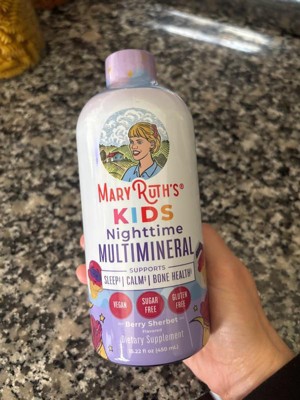 MARYRUTH'S®
KIDS
Nighttime
MULTIMINERAL
SUPPORTS
SLEEP‡ | CALM‡ | BONE HEALTH‡
VEGAN
SUGAR FREE
GLUTEN FREE
Berry Sherbet
Dietary Supplement